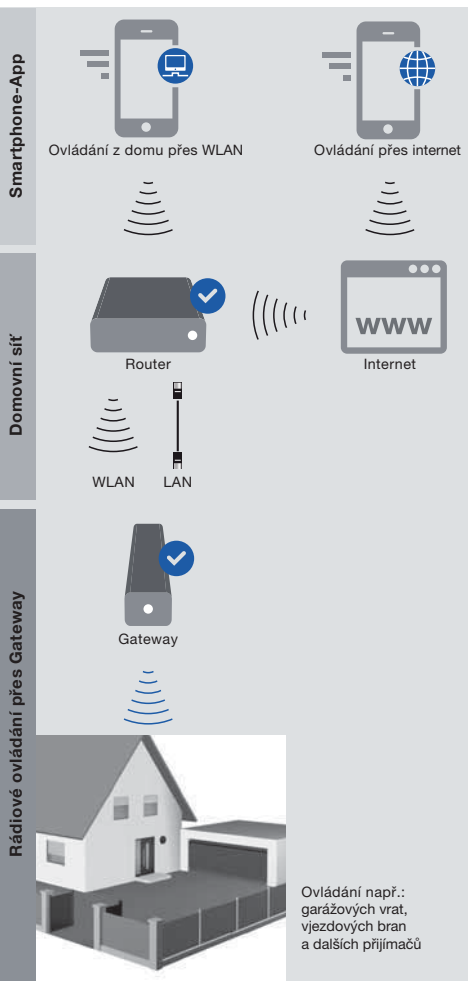 Smartphone-App
Ovládání z domu přes WLAN
Ovládání přes internet
Domovní síť
Router
www
Internet
WLAN
LAN
Rádiové ovládání přes Gateway
Gateway
Ovládání např.:
garážových vrat,
vjezdových bran
a dalších přijímačů